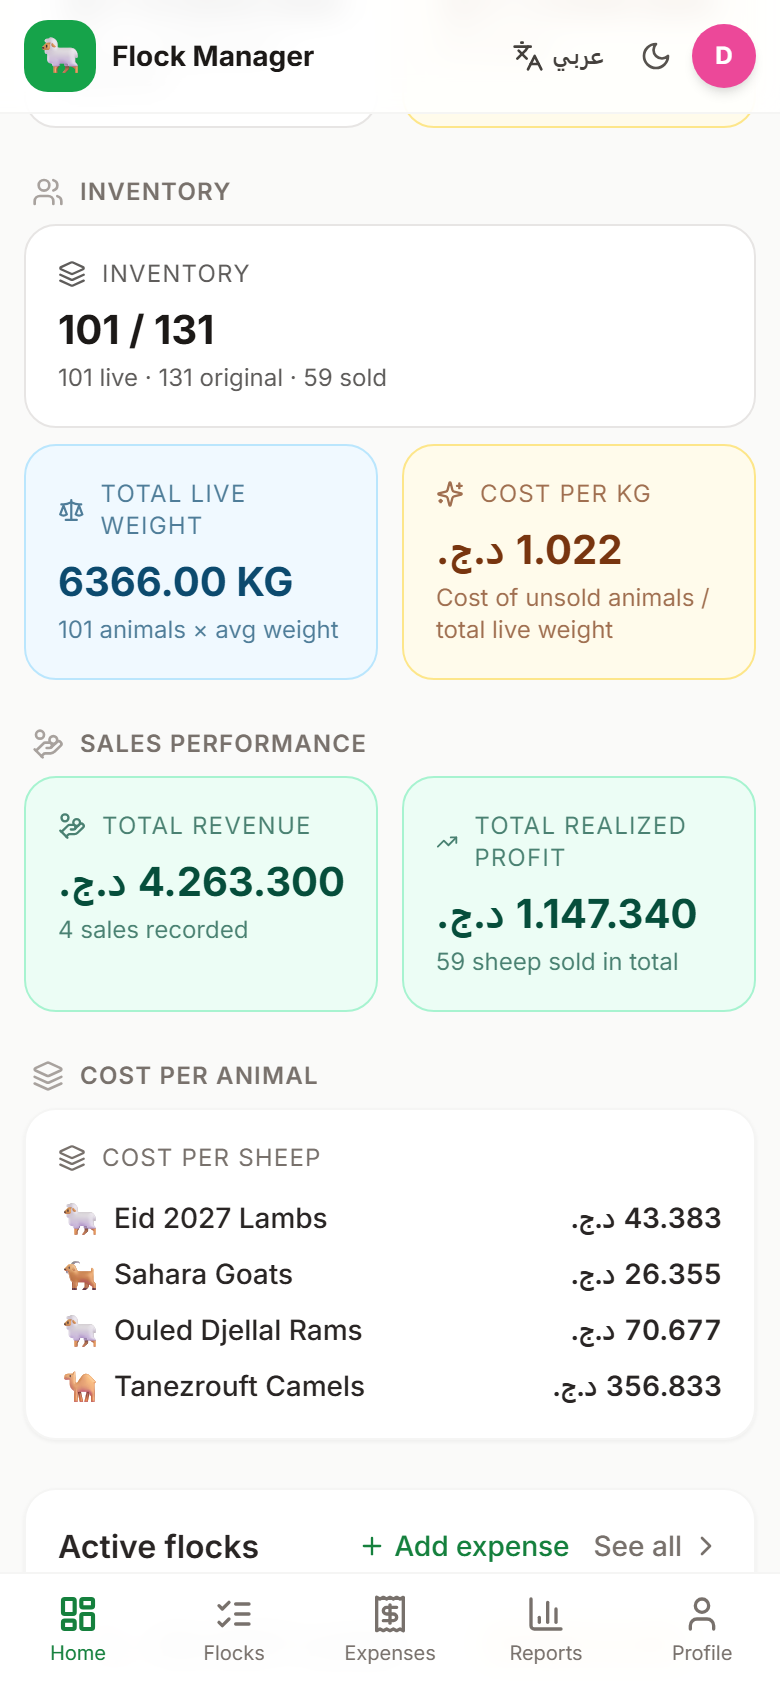 Flock Manager
عربي
D
INVENTORY
INVENTORY
101 / 131
101 live · 131 original · 59 sold
TOTAL LIVE
WEIGHT
6366.00 KG
101 animals × avg weight
COST PER KG
د.ج. 1.022
Cost of unsold animals /
total live weight
SALES PERFORMANCE
TOTAL REVENUE
د.ج. 4.263.300
4 sales recorded
TOTAL REALIZED
PROFIT
د.ج. 1.147.340
59 sheep sold in total
COST PER ANIMAL
COST PER SHEEP
Eid 2027 Lambs د.ج. 43.383
Sahara Goats د.ج. 26.355
Ouled Djellal Rams د.ج. 70.677
Tanezrouft Camels د.ج. 356.833
Active flocks + Add expense See all
Home Flocks Expenses Reports Profile